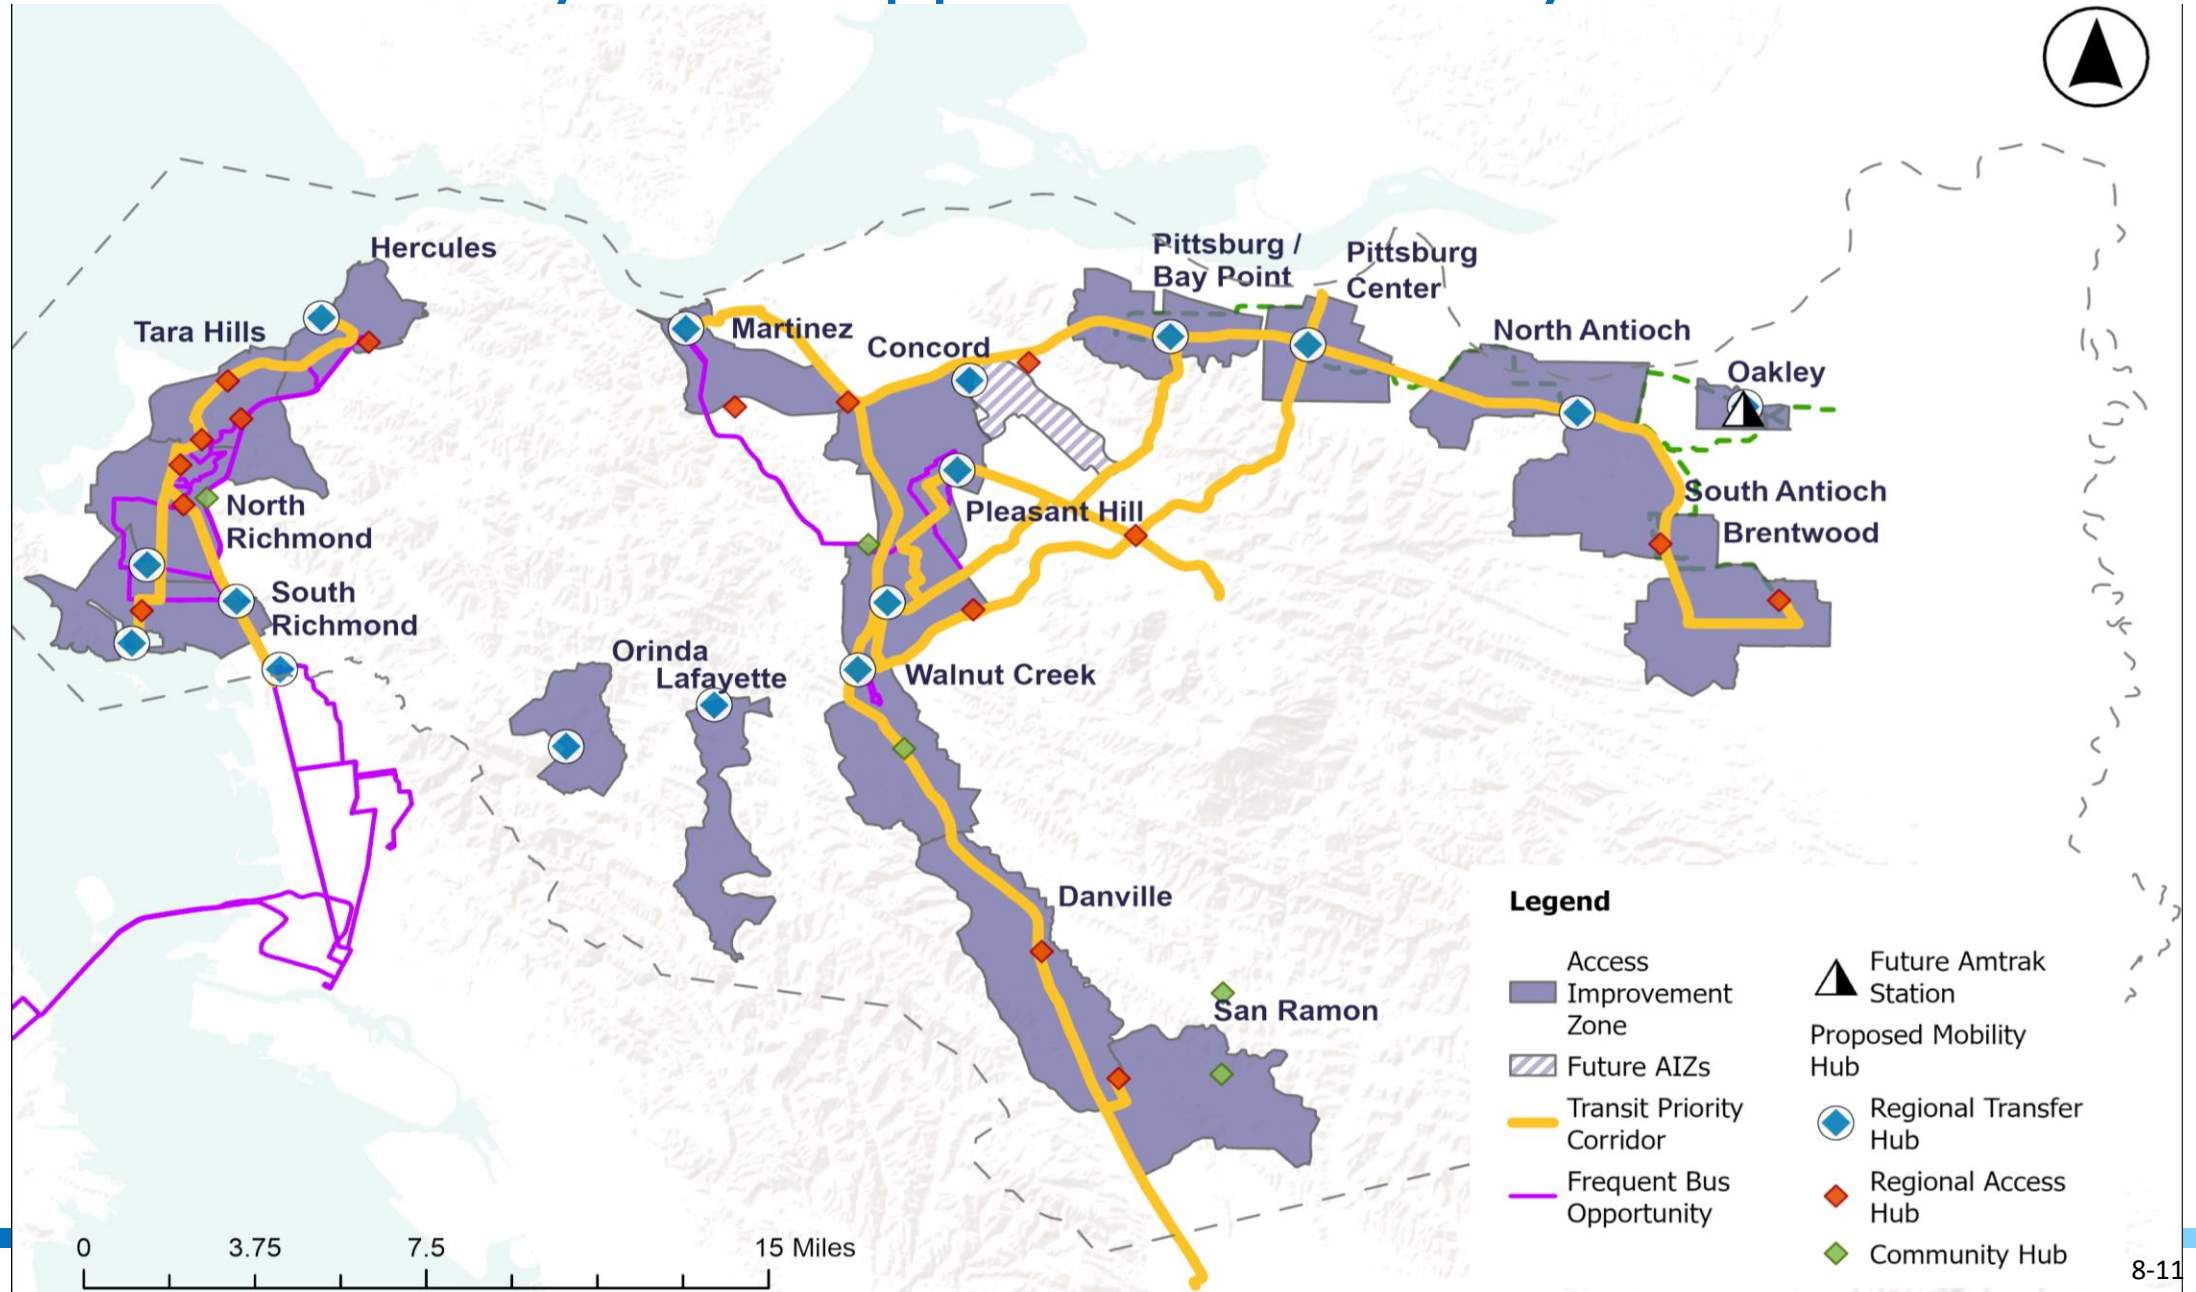 Hercules
Tara Hills
Pittsburg /
Bay Point
Pittsburg
Center
Martinez
Concord
North Antioch
Oakley
North
Richmond
Pleasant Hill
South Antioch
Brentwood
South
Richmond
Orinda
Lafayette
Walnut Creek
Danville
San Ramon
Legend
Access
Improvement
Zone
Future AIZs
Transit Priority
Corridor
Frequent Bus
Opportunity
Future Amtrak
Station
Proposed Mobility
Hub
Regional Transfer
Hub
Regional Access
Hub
Community Hub
0 3.75 7.5 15 Miles
8-11